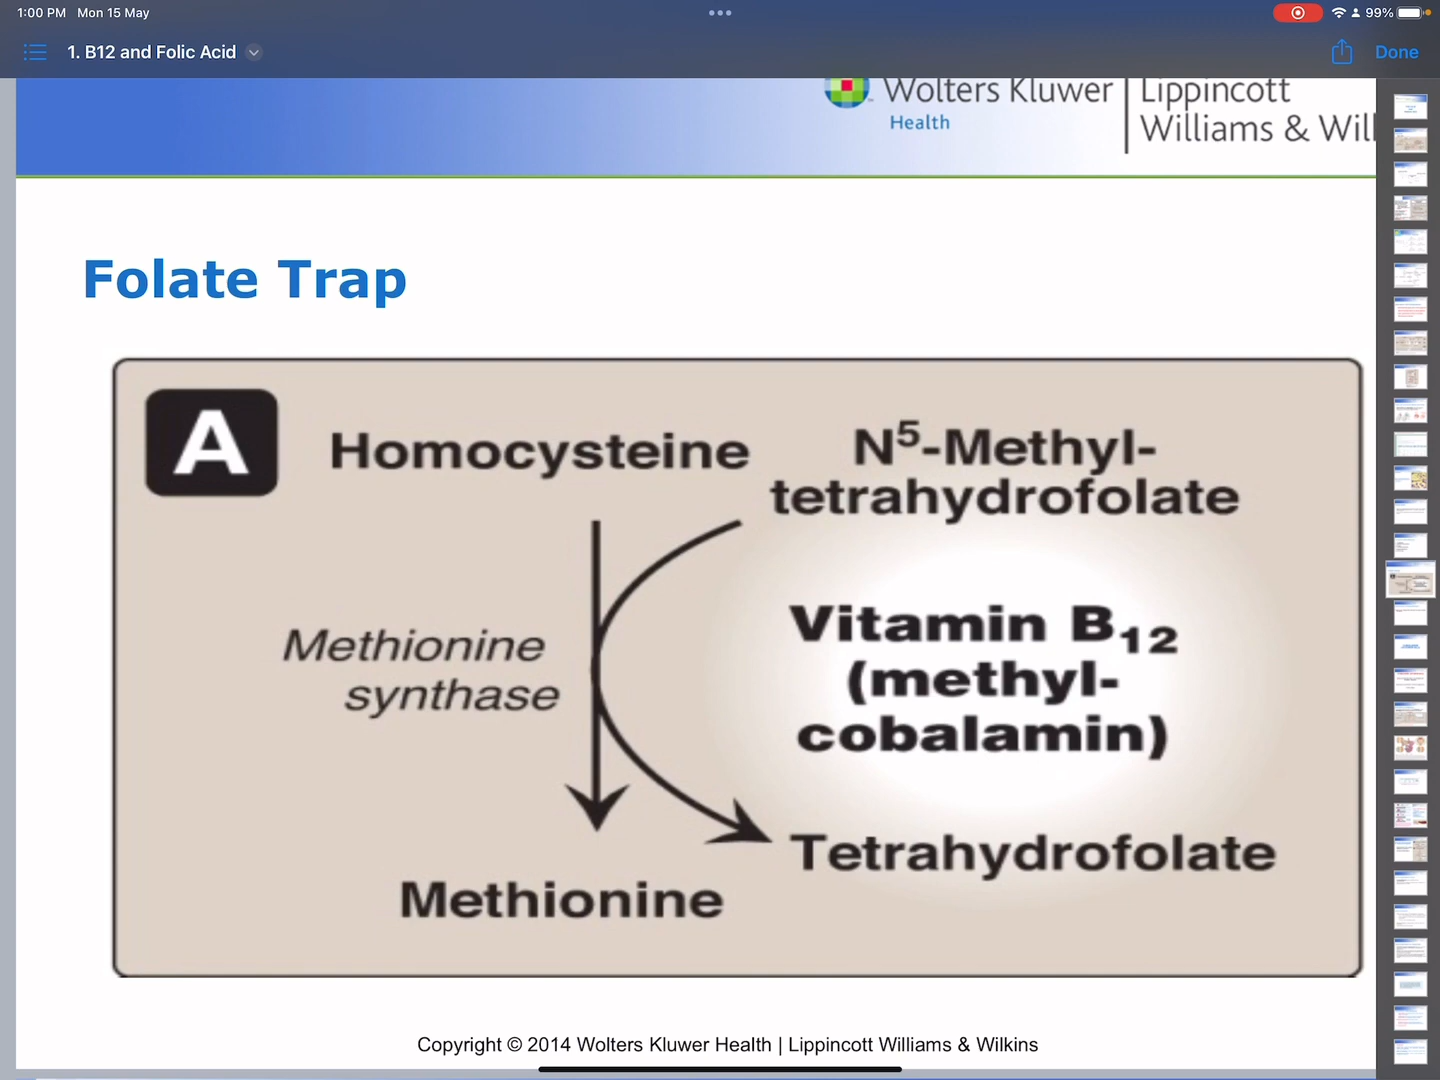 1:00 PM Mon 15 May
99%
1. B12 and Folic Acid
Done
Wolters Kluwer
Health
Lippincott
Williams & Wil
Folate Trap
A
Homocysteine
N⁵-Methyl-
tetrahydrofolate
Methionine
synthase
Vitamin B₁₂
(methyl-
cobalamin)
Tetrahydrofolate
Methionine
Copyright © 2014 Wolters Kluwer Health | Lippincott Williams & Wilkins